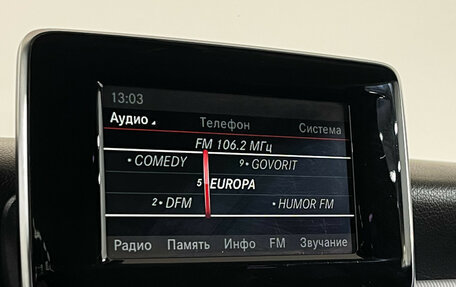 13:03
Аудио Телефон Система
FM 106.2 МГц
• COMEDY 9• GOVORIT
5 EUROPA
2• DFM • HUMOR FM
Радио Память Инфо FM Звучание